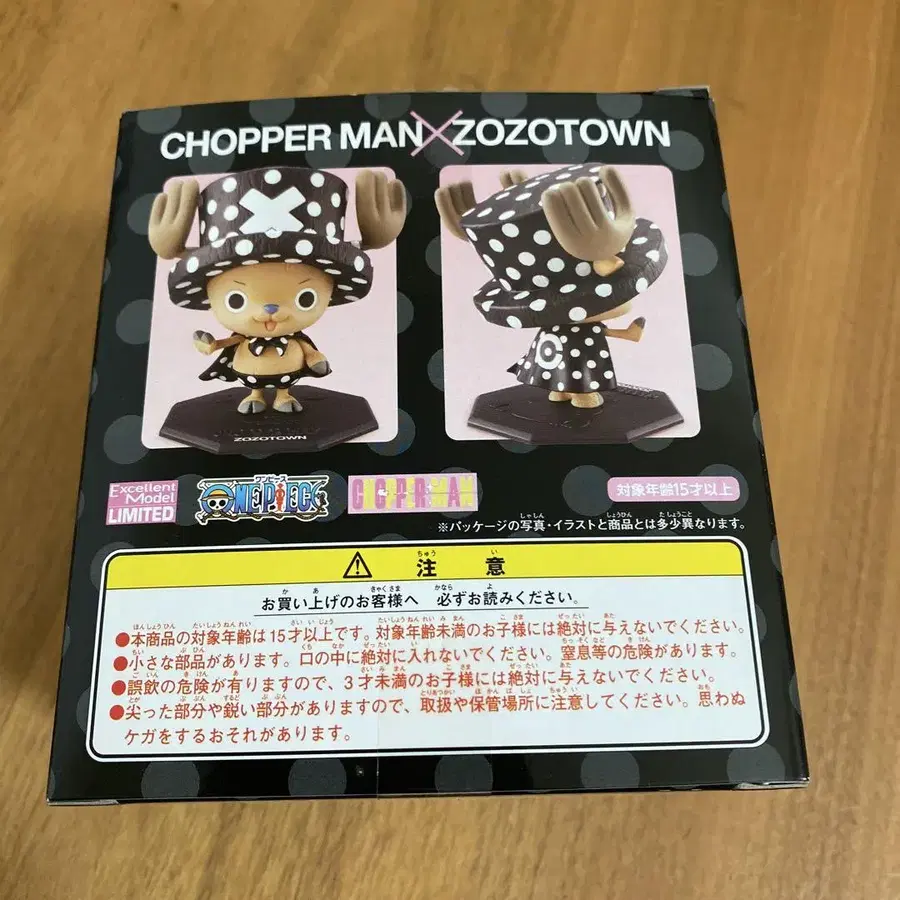 CHOPPER MAN×ZOZOTOWN
ZOZOTOWN
Excellent
Model
LIMITED
ワンピース
ONE PIECE
対象年齢15才以上
※パッケージの写真・イラストと商品とは多少異なります。
注意
お買い上げのお客様へ 必ずお読みください。
●本商品の対象年齢は15才以上です。対象年齢未満のお子様には絶対に与えないでください。
●小さな部品があります。口の中に絶対に入れないでください。窒息等の危険があります。
●誤飲の危険が有りますので、3才未満のお子様には絶対に与えないでください。
●尖った部分や鋭い部分がありますので、取扱や保管場所に注意してください。思わぬ
ケガをするおそれがあります。